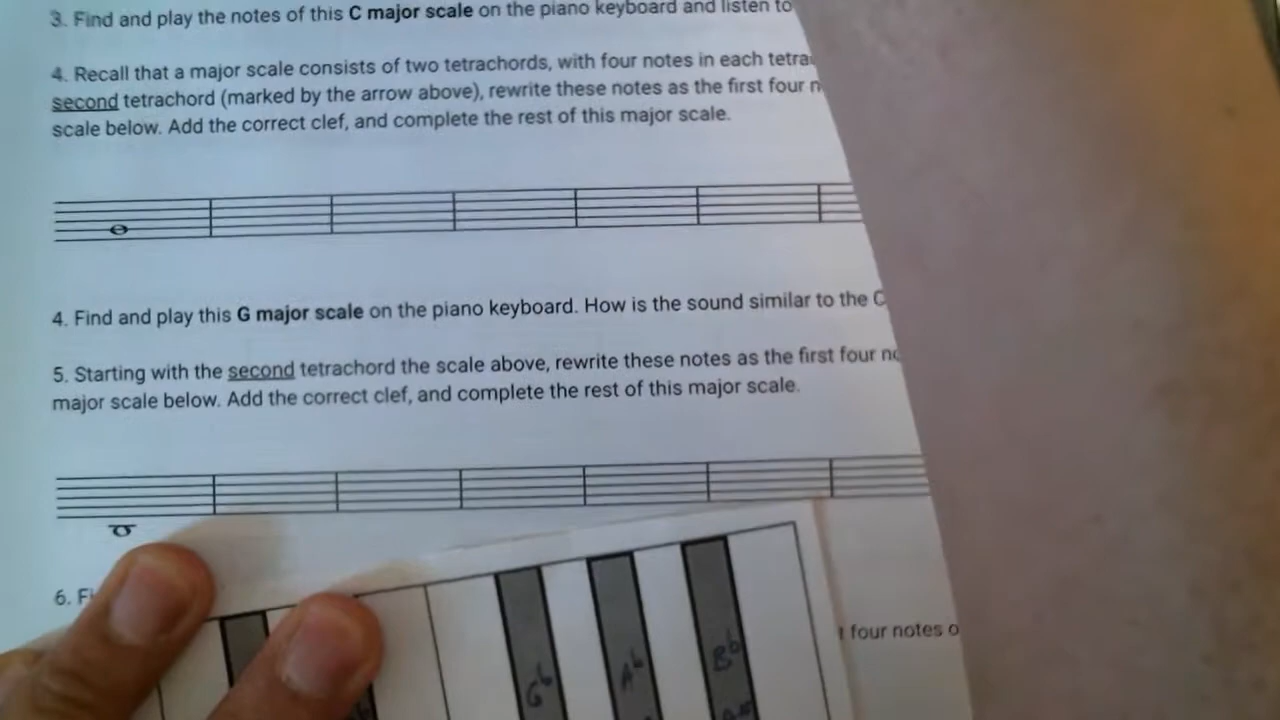 3. Find and play the notes of this C major scale on the piano keyboard and listen to
4. Recall that a major scale consists of two tetrachords, with four notes in each
second tetrachord (marked by the arrow above), rewrite these notes as the first four
scale below. Add the correct clef, and complete the rest of this major scale.
4. Find and play this G major scale on the piano keyboard. How is the sound similar to the C
5. Starting with the second tetrachord the scale above, rewrite these notes as the first four
major scale below. Add the correct clef, and complete the rest of this major scale.
6.
four notes o
G♭ A♭ B♭